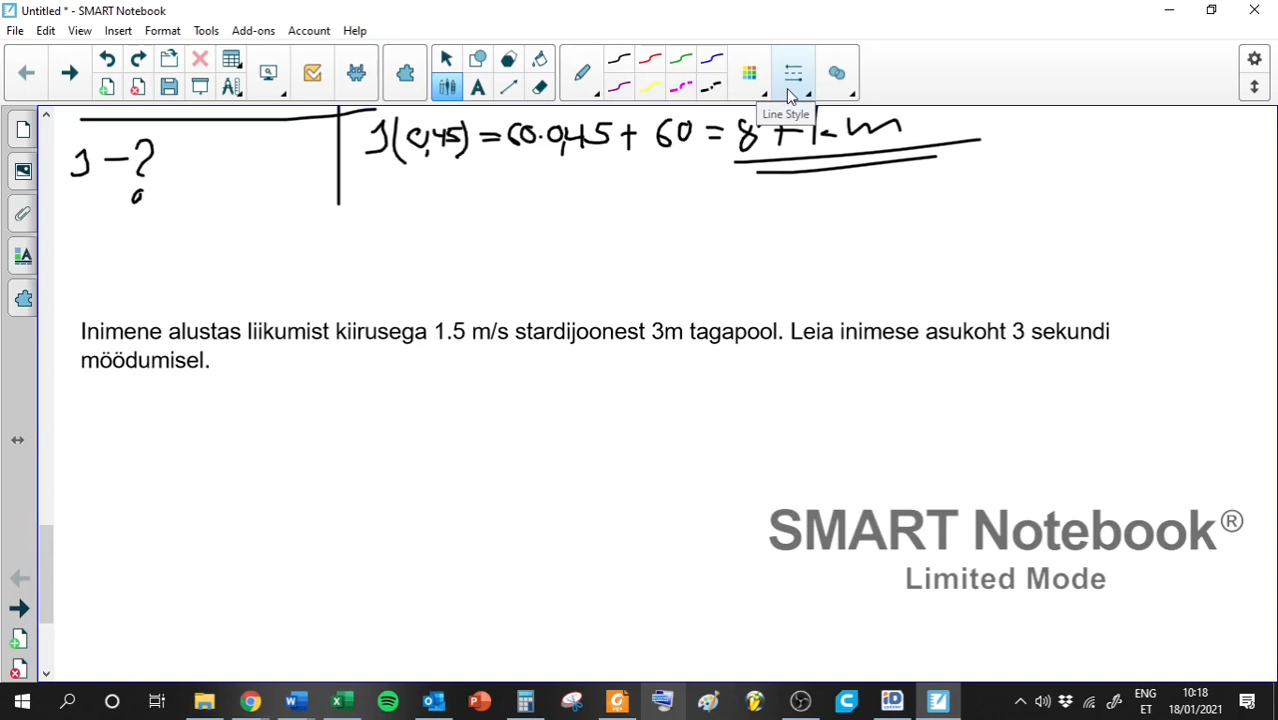 Untitled * - SMART Notebook
File Edit View Insert Format Tools Add-ons Account Help
Line Style
s(0,45) = 60·0,45 + 60 = 87 km
s - ?
Inimene alustas liikumist kiirusega 1.5 m/s stardijoonest 3m tagapool. Leia inimese asukoht 3 sekundi
möödumisel.
SMART Notebook®
Limited Mode
ENG 10:18
ET 18/01/2021